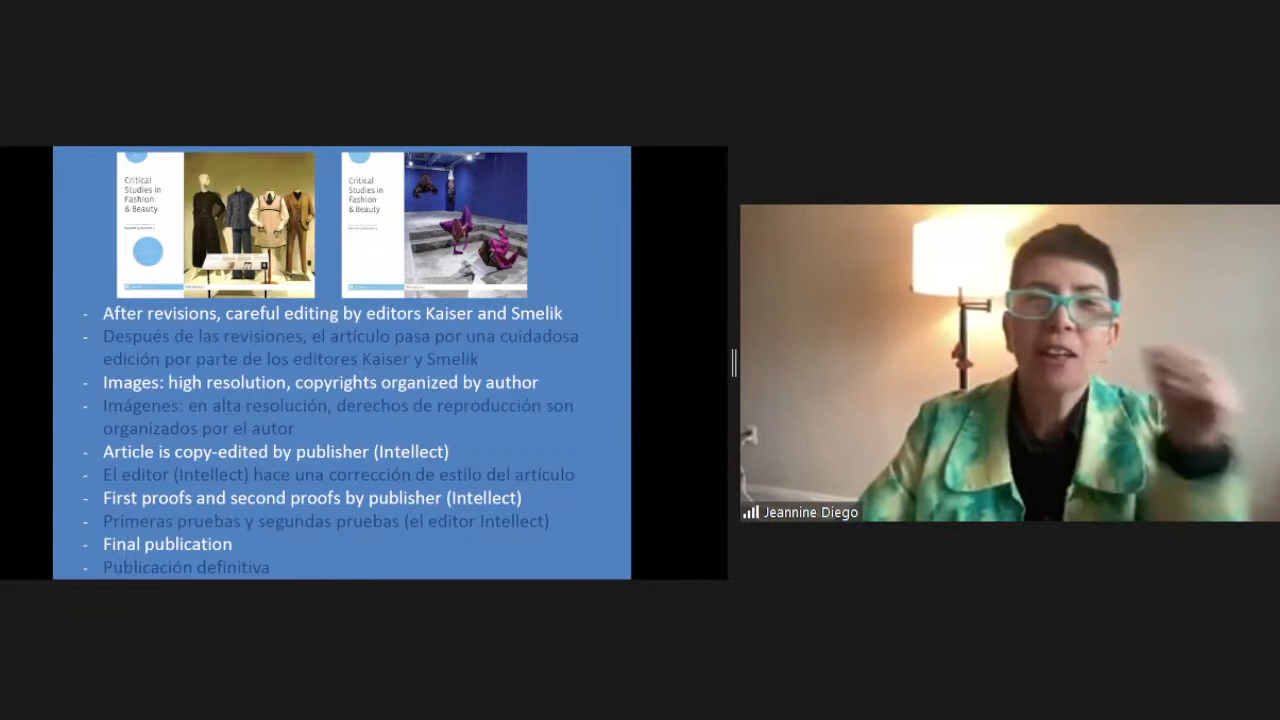 Critical
Studies in
Fashion
& Beauty
Critical
Studies in
Fashion
& Beauty
- After revisions, careful editing by editors Kaiser and Smelik
- Después de las revisiones, el artículo pasa por una cuidadosa
edición por parte de los editores Kaiser y Smelik
- Images: high resolution, copyrights organized by author
- Imágenes: en alta resolución, derechos de reproducción son
organizados por el autor
- Article is copy-edited by publisher (Intellect)
- El editor (Intellect) hace una corrección de estilo del artículo
- First proofs and second proofs by publisher (Intellect)
- Primeras pruebas y segundas pruebas (el editor Intellect)
- Final publication
- Publicación definitiva
Jeannine Diego